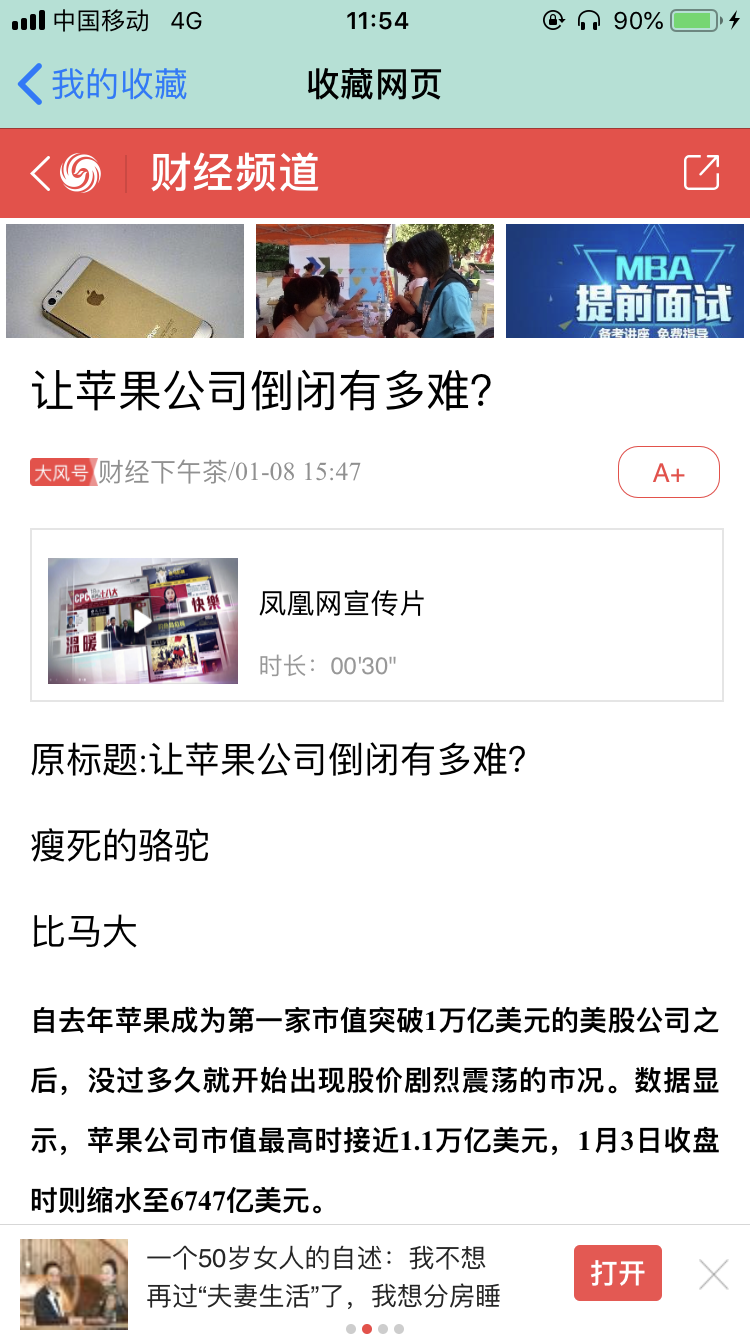 中国移动 4G 11:54 90%
我的收藏 收藏网页
财经频道
MBA
提前面试
备考讲座 免费指导
让苹果公司倒闭有多难?
大风号 财经下午茶/01-08 15:47 A+
凤凰网宣传片
快樂
温暖
时长：00'30"
原标题:让苹果公司倒闭有多难?
瘦死的骆驼
比马大
自去年苹果成为第一家市值突破1万亿美元的美股公司之
后，没过多久就开始出现股价剧烈震荡的市况。数据显
示，苹果公司市值最高时接近1.1万亿美元，1月3日收盘
时则缩水至6747亿美元。
一个50岁女人的自述：我不想
再过“夫妻生活”了，我想分房睡
打开